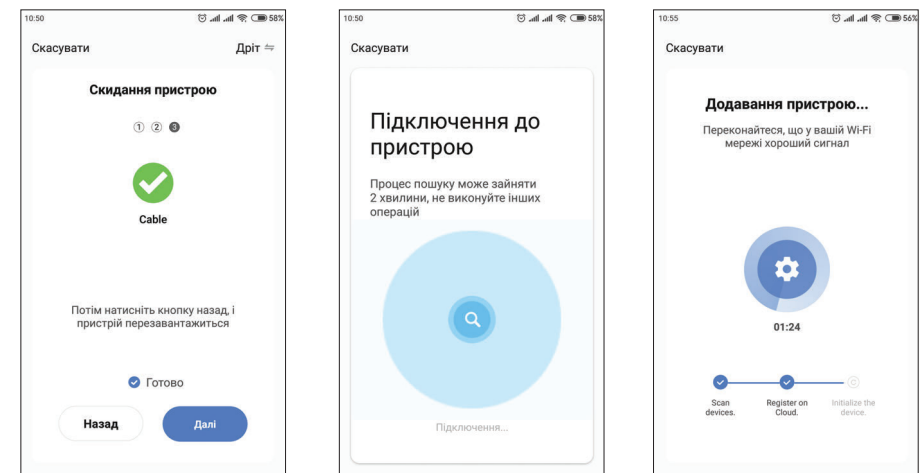 10:50
58%
Скасувати
Дріт
Скидання пристрою
1 2 3
Cable
Потім натисніть кнопку назад, і
пристрій перезавантажиться
Готово
Назад
Далі
10:50
58%
Скасувати
Підключення до
пристрою
Процес пошуку може зайняти
2 хвилини, не виконуйте інших
операцій
Підключення...
10:55
56%
Скасувати
Додавання пристрою...
Переконайтеся, що у вашій Wi-Fi
мережі хороший сигнал
01:24
Scan
devices.
Register on
Cloud.
Initialize the
device.